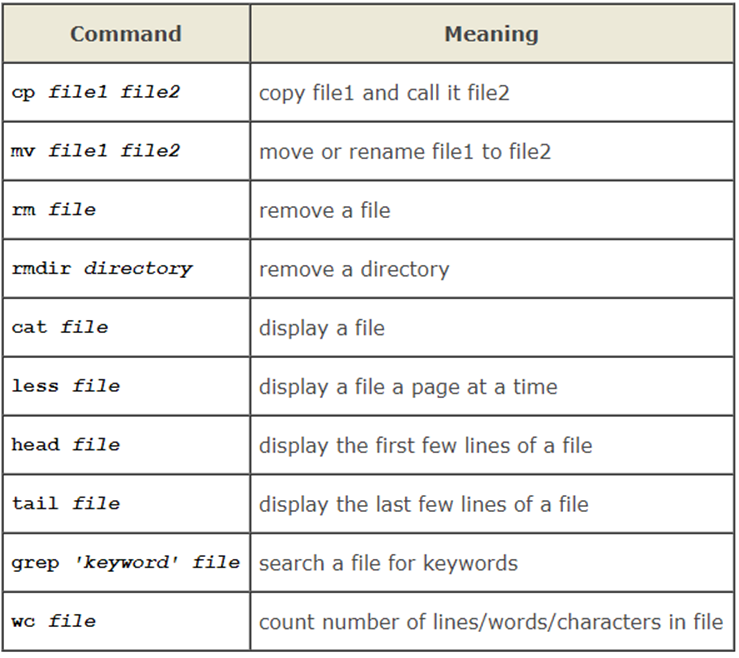 Command Meaning
cp file1 file2 copy file1 and call it file2
mv file1 file2 move or rename file1 to file2
rm file remove a file
rmdir directory remove a directory
cat file display a file
less file display a file a page at a time
head file display the first few lines of a file
tail file display the last few lines of a file
grep 'keyword' file search a file for keywords
wc file count number of lines/words/characters in file